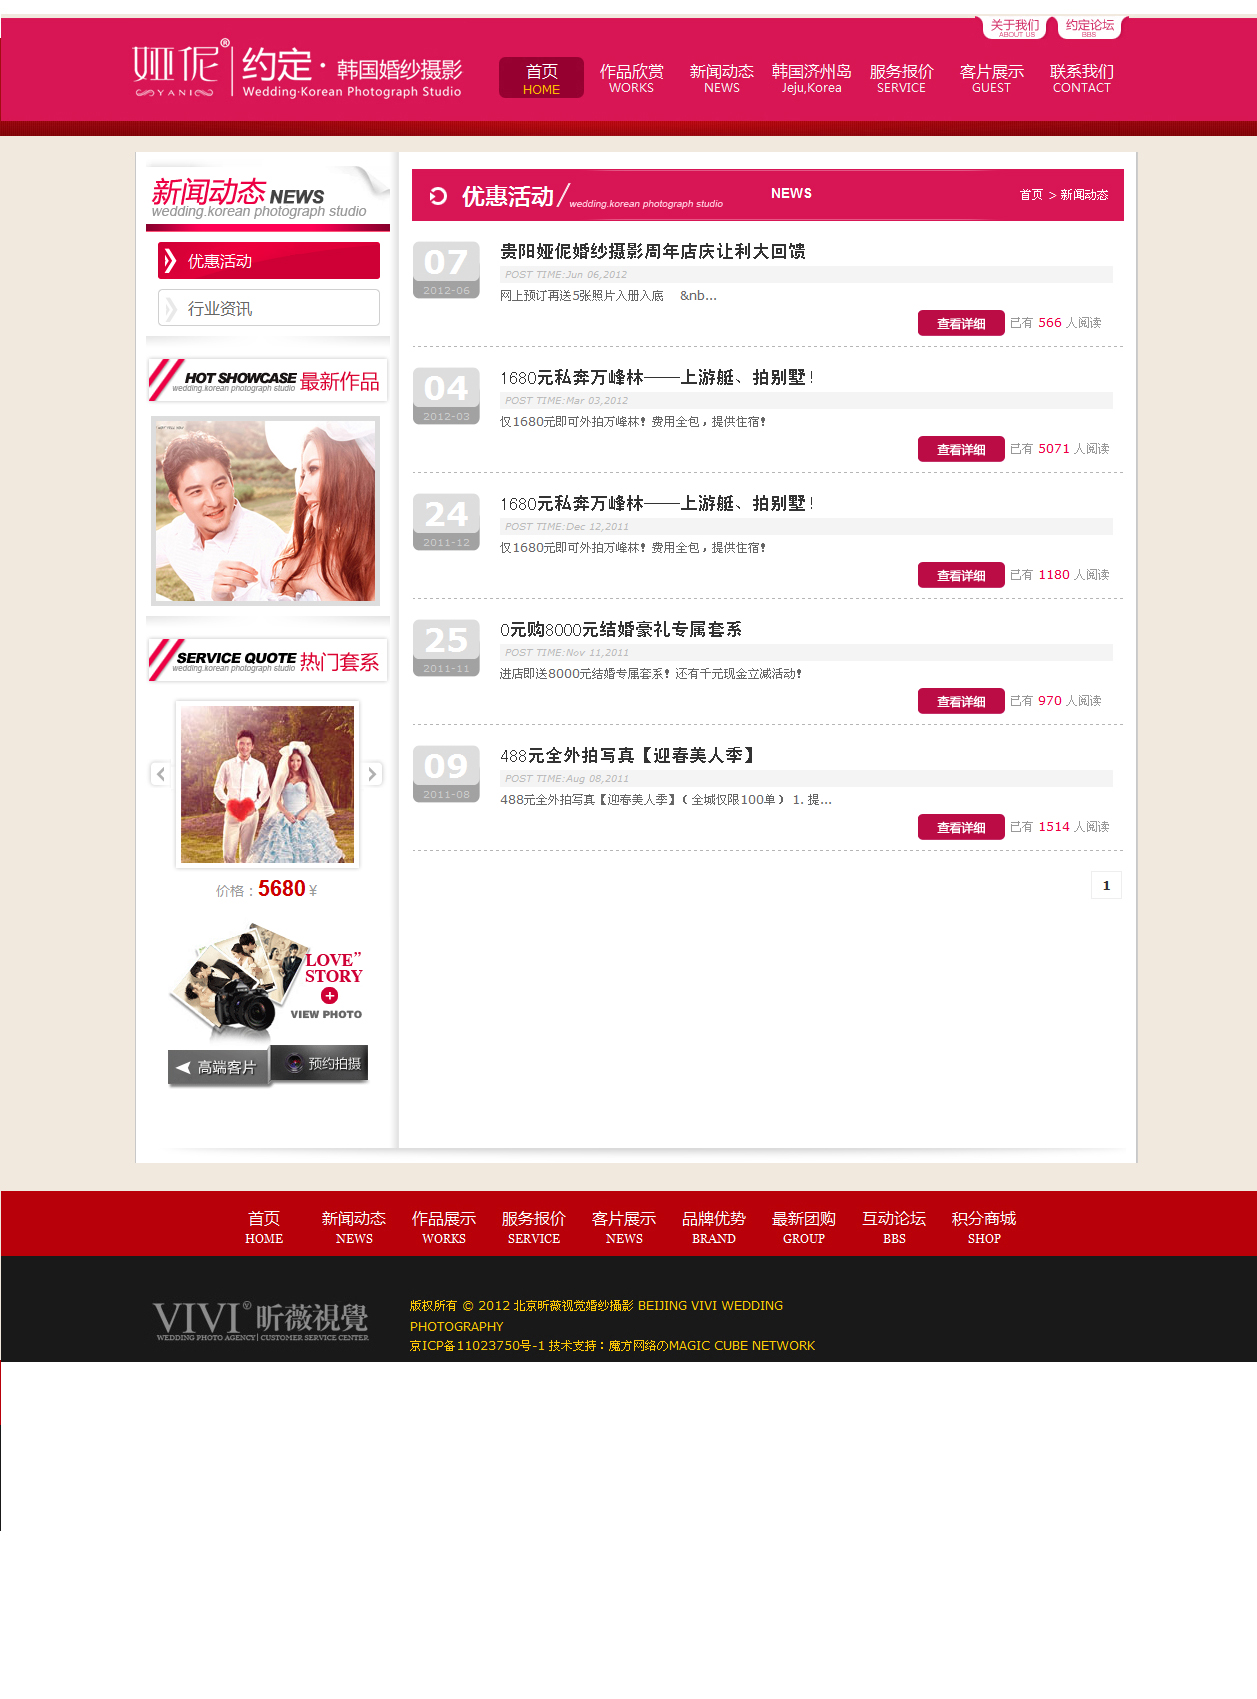 关于我们
ABOUT US
约定论坛
BBS
娅伲® 约定·韩国婚纱摄影
YANI Wedding·Korean Photograph Studio
首页
HOME
作品欣赏
WORKS
新闻动态
NEWS
韩国济州岛
Jeju,Korea
服务报价
SERVICE
客片展示
GUEST
联系我们
CONTACT
新闻动态 NEWS
wedding.korean photograph studio
优惠活动
行业资讯
HOT SHOWCASE 最新作品
wedding.korean photograph studio
SERVICE QUOTE 热门套系
wedding.korean photograph studio
价格：5680 ¥
LOVE”
STORY
VIEW PHOTO
高端客片
预约拍摄
优惠活动/wedding.korean photograph studio
NEWS
首页 > 新闻动态
07
2012-06
贵阳娅伲婚纱摄影周年店庆让利大回馈
POST TIME:Jun 06,2012
网上预订再送5张照片入册入底 &nb...
查看详细 已有 566 人阅读
04
2012-03
1680元私奔万峰林——上游艇、拍别墅！
POST TIME:Mar 03,2012
仅1680元即可外拍万峰林！费用全包，提供住宿！
查看详细 已有 5071 人阅读
24
2011-12
1680元私奔万峰林——上游艇、拍别墅！
POST TIME:Dec 12,2011
仅1680元即可外拍万峰林！费用全包，提供住宿！
查看详细 已有 1180 人阅读
25
2011-11
0元购8000元结婚豪礼专属套系
POST TIME:Nov 11,2011
进店即送8000元结婚专属套系！还有千元现金立减活动！
查看详细 已有 970 人阅读
09
2011-08
488元全外拍写真【迎春美人季】
POST TIME:Aug 08,2011
488元全外拍写真【迎春美人季】（全城仅限100单） 1. 提...
查看详细 已有 1514 人阅读
1
首页
HOME
新闻动态
NEWS
作品展示
WORKS
服务报价
SERVICE
客片展示
NEWS
品牌优势
BRAND
最新团购
GROUP
互动论坛
BBS
积分商城
SHOP
VIVI® 昕薇視覺
WEDDING PHOTO AGENCY| CUSTOMER SERVICE CENTER
版权所有 © 2012 北京昕薇视觉婚纱攝影 BEIJING VIVI WEDDING
PHOTOGRAPHY
京ICP备11023750号-1 技术支持：魔方网络のMAGIC CUBE NETWORK